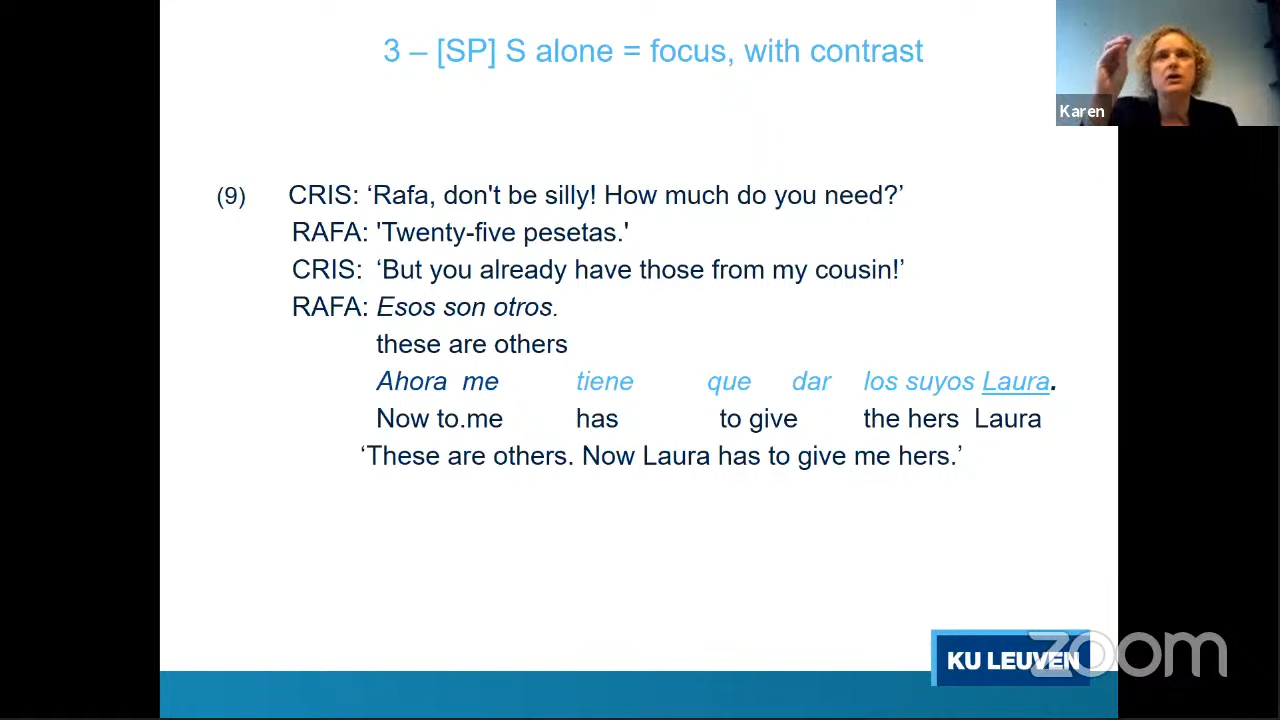 3 – [SP] S alone = focus, with contrast
Karen
(9) CRIS: ‘Rafa, don't be silly! How much do you need?’
RAFA: 'Twenty-five pesetas.'
CRIS: ‘But you already have those from my cousin!’
RAFA: Esos son otros.
these are others
Ahora me tiene que dar los suyos Laura.
Now to.me has to give the hers Laura
‘These are others. Now Laura has to give me hers.’
KU LEUVEN
zoom